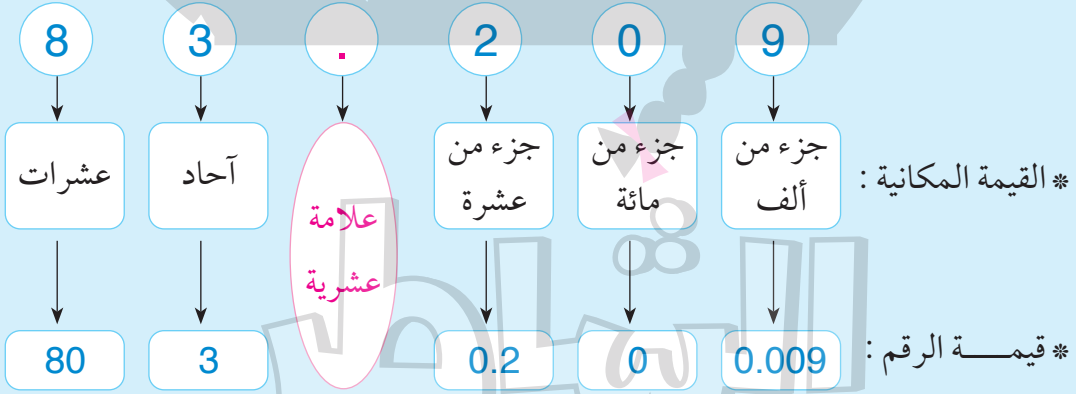 8 3 . 2 0 9
* القيمة المكانية : جزء من ألف جزء من مائة جزء من عشرة علامة عشرية آحاد عشرات
* قيمـــة الرقم : 0.009 0 0.2 3 80